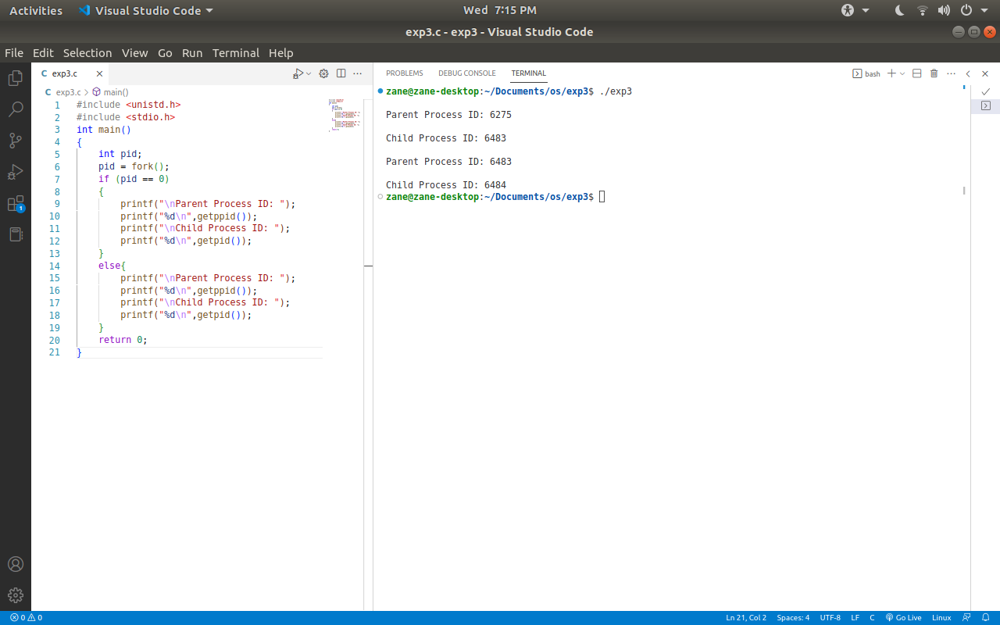 Activities Visual Studio Code Wed 7:15 PM
exp3.c - exp3 - Visual Studio Code
File Edit Selection View Go Run Terminal Help
C exp3.c
C exp3.c > main()
1 #include <unistd.h>
2 #include <stdio.h>
3 int main()
4 {
5     int pid;
6     pid = fork();
7     if (pid == 0)
8     {
9         printf("\nParent Process ID: ");
10         printf("%d\n",getppid());
11         printf("\nChild Process ID: ");
12         printf("%d\n",getpid());
13     }
14     else{
15         printf("\nParent Process ID: ");
16         printf("%d\n",getppid());
17         printf("\nChild Process ID: ");
18         printf("%d\n",getpid());
19     }
20     return 0;
21 }
PROBLEMS DEBUG CONSOLE TERMINAL bash
zane@zane-desktop:~/Documents/os/exp3$ ./exp3
Parent Process ID: 6275
Child Process ID: 6483
Parent Process ID: 6483
Child Process ID: 6484
zane@zane-desktop:~/Documents/os/exp3$
1
0 0 Ln 21, Col 2 Spaces: 4 UTF-8 LF C Go Live Linux